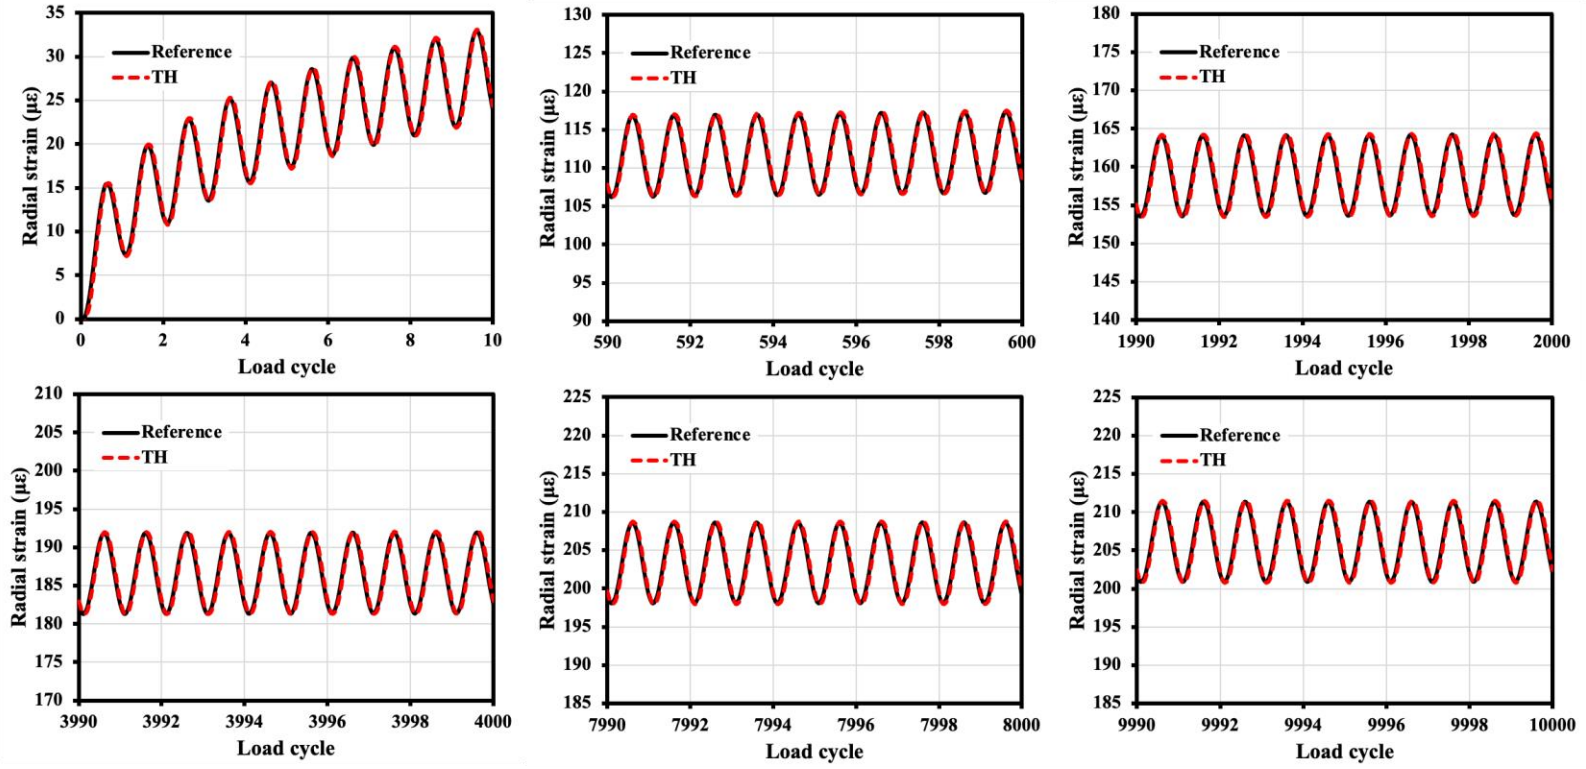 35
30
25
20
15
10
5
0
Radial strain (με)
Reference
TH
0 2 4 6 8 10
Load cycle
130
125
120
115
110
105
100
95
90
Radial strain (με)
Reference
TH
590 592 594 596 598 600
Load cycle
180
175
170
165
160
155
150
145
140
Radial strain (με)
Reference
TH
1990 1992 1994 1996 1998 2000
Load cycle
210
205
200
195
190
185
180
175
170
Radial strain (με)
Reference
TH
3990 3992 3994 3996 3998 4000
Load cycle
225
220
215
210
205
200
195
190
185
Radial strain (με)
Reference
TH
7990 7992 7994 7996 7998 8000
Load cycle
225
220
215
210
205
200
195
190
185
Radial strain (με)
Reference
TH
9990 9992 9994 9996 9998 10000
Load cycle